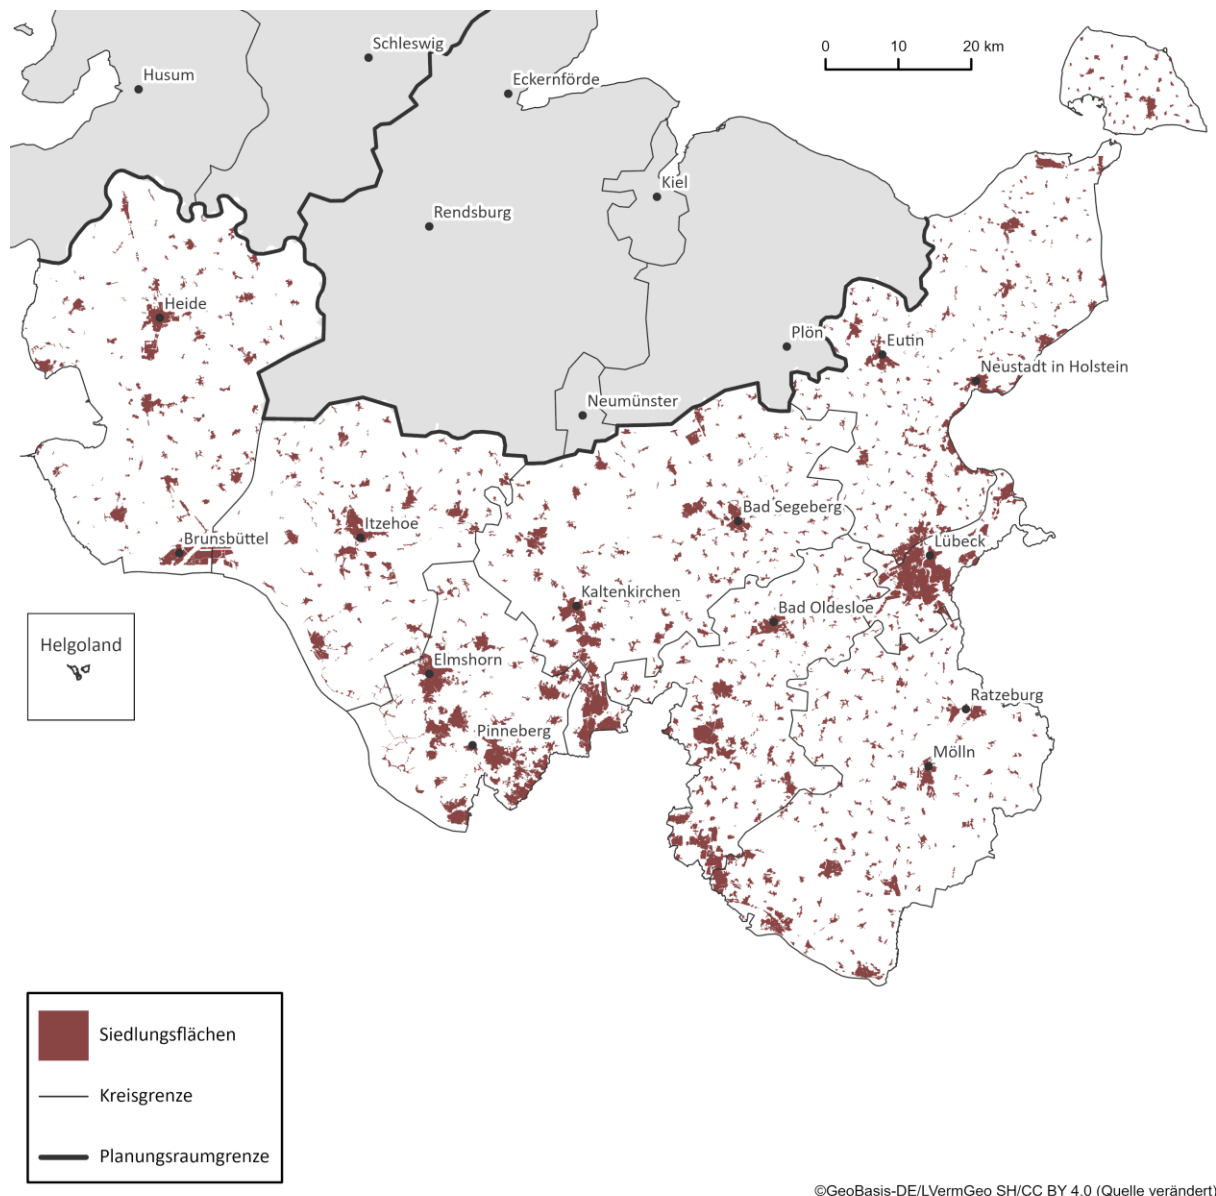 Schleswig
0 10 20 km
Husum
Eckernförde
Kiel
Rendsburg
Heide
Plön
Eutin
Neustadt in Holstein
Neumünster
Bad Segeberg
Itzehoe
Brunsbüttel
Lübeck
Kaltenkirchen
Bad Oldesloe
Helgoland
Elmshorn
Ratzeburg
Pinneberg
Mölln
Siedlungsflächen
Kreisgrenze
Planungsraumgrenze
©GeoBasis-DE/LVermGeo SH/CC BY 4.0 (Quelle verändert)